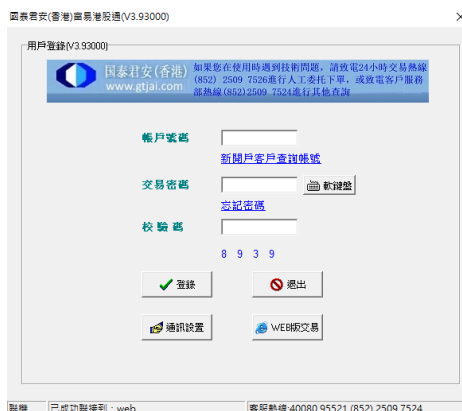 國泰君安(香港)富易港股通(V3.93000)
用戶登錄(V3.93000)
国泰君安(香港)
www.gtjai.com
如果您在使用時遇到技術問題，請致電24小時交易熱線
(852) 2509 7526進行人工委托下單，或致電客戶服務
部熱線(852)2509 7524進行其他查詢
帳戶號碼
新開戶客戶查詢帳號
交易密碼
軟鍵盤
忘記密碼
校驗碼
8 9 3 9
登錄
退出
通訊設置
WEB版交易
聯機 已成功聯接到：web 客服熱線:40080 95521 (852) 2509 7524